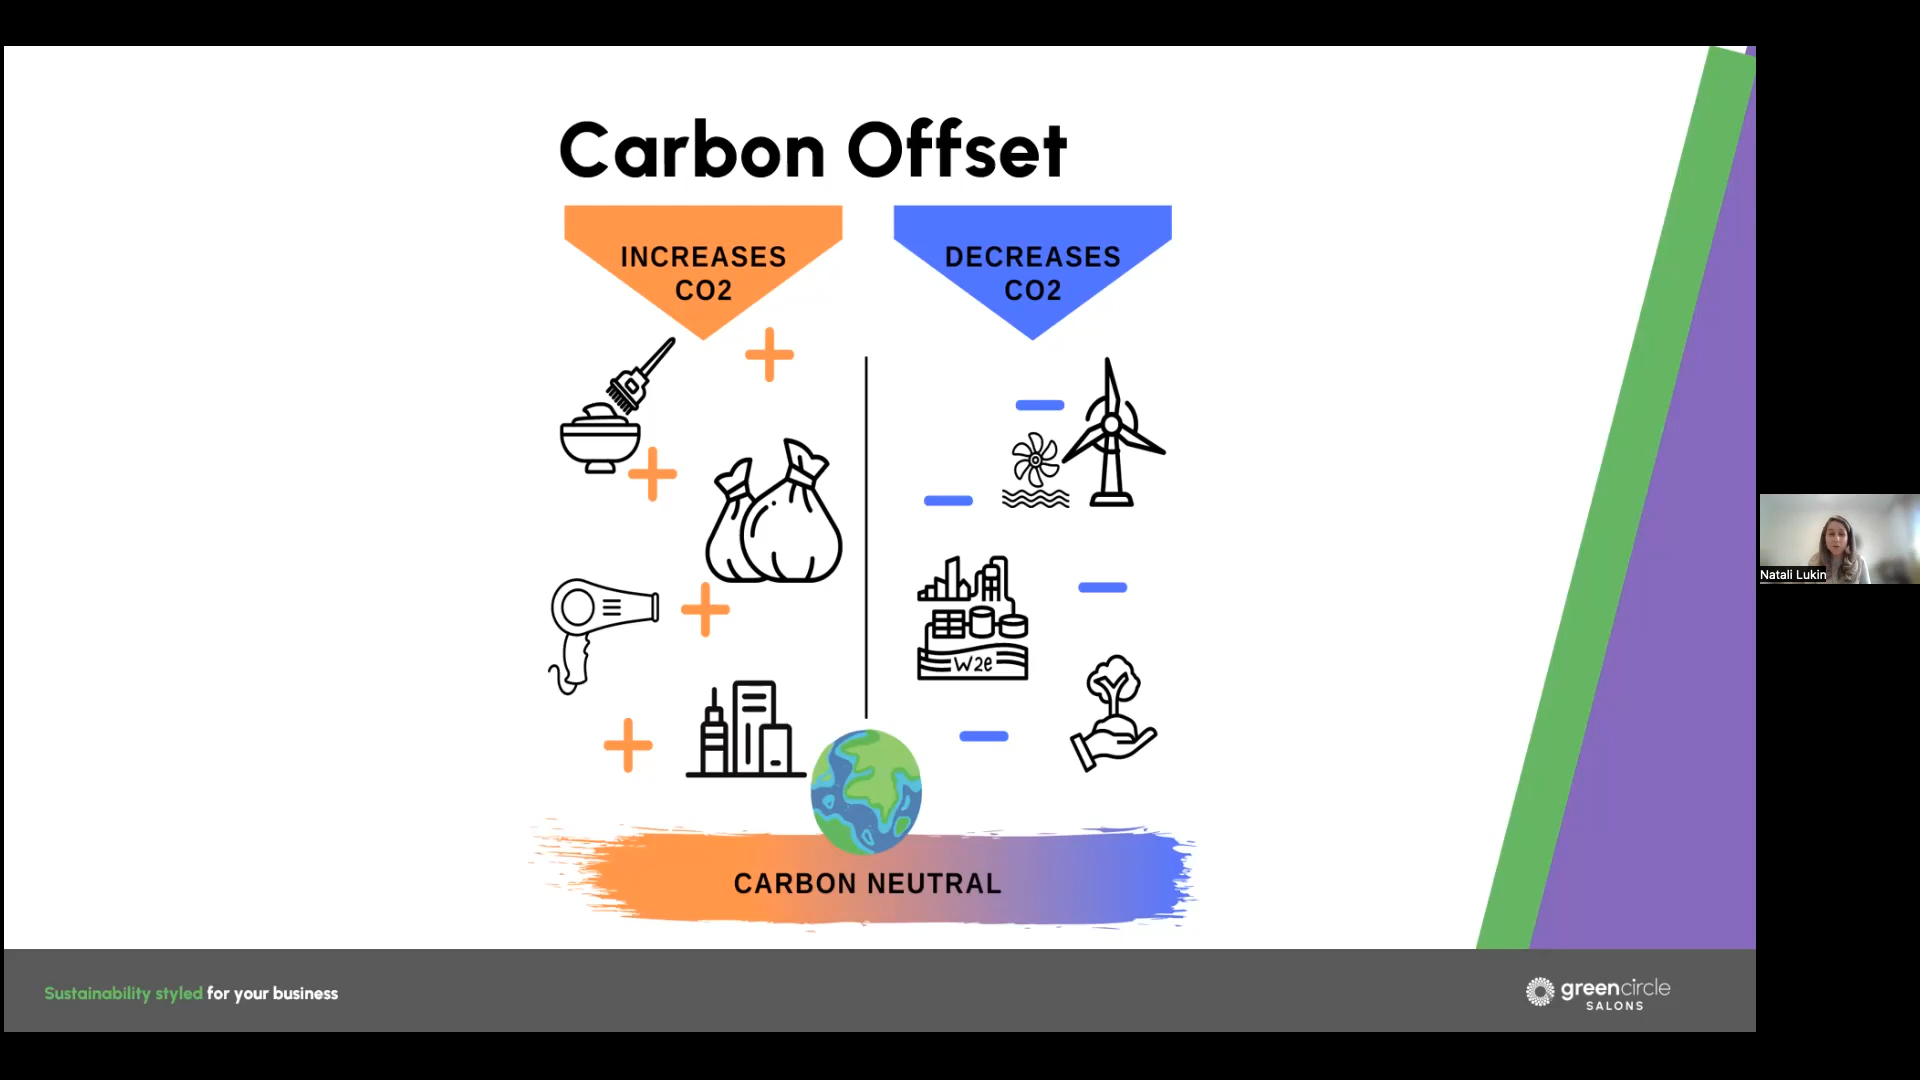 Carbon Offset
INCREASES
CO2
DECREASES
CO2
W2e
CARBON NEUTRAL
Natali Lukin
Sustainability styled for your business
greencircle
SALONS